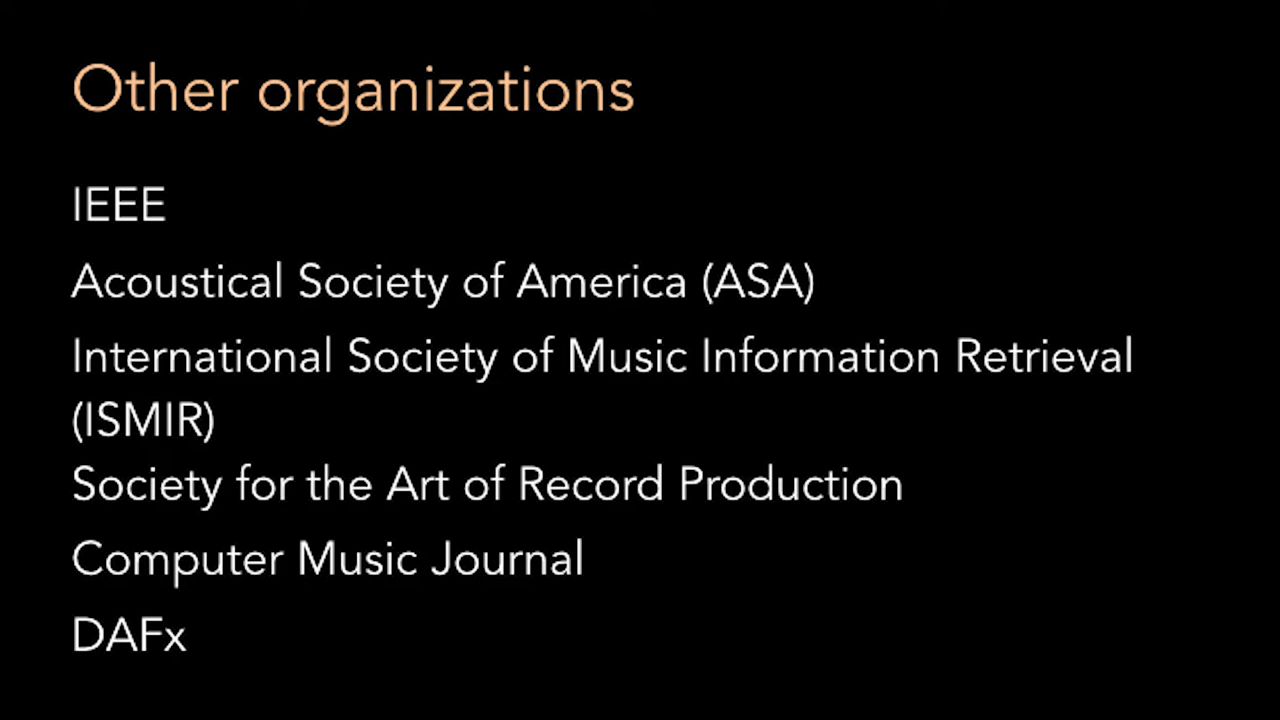 Other organizations
IEEE
Acoustical Society of America (ASA)
International Society of Music Information Retrieval
(ISMIR)
Society for the Art of Record Production
Computer Music Journal
DAFx